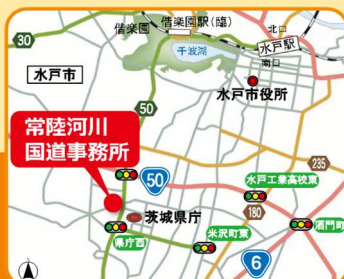 偕楽園駅(臨)
偕楽園
北口
水戸駅
南口
30
千波湖
水戸市
水戸市役所
50
常陸河川
国道事務所
235
水戸工業高校東
50
180
茨城県庁
酒門町
県庁西
米沢町東
6